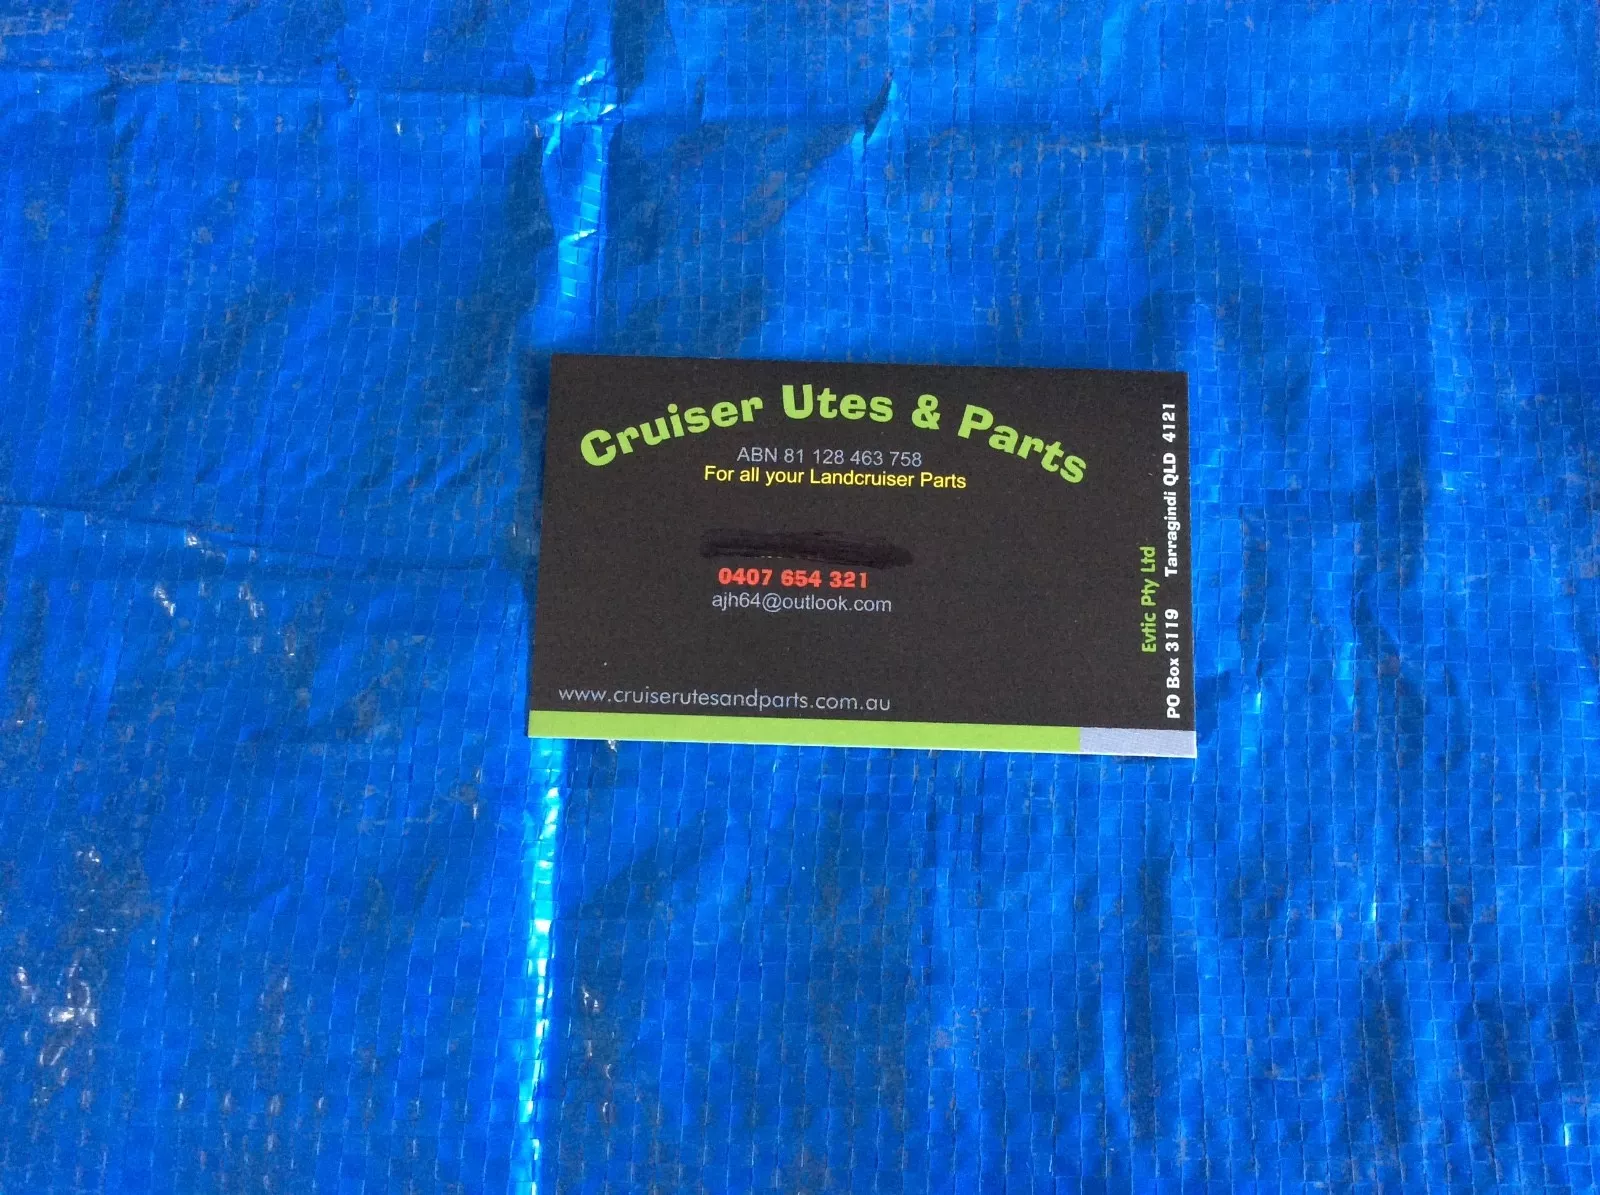 Cruiser Utes & Parts
ABN 81 128 463 758
For all your Landcruiser Parts
0407 654 321
ajh64@outlook.com
www.cruiserutesandparts.com.au
Evtic Pty Ltd
PO Box 3119 Tarragindi QLD 4121